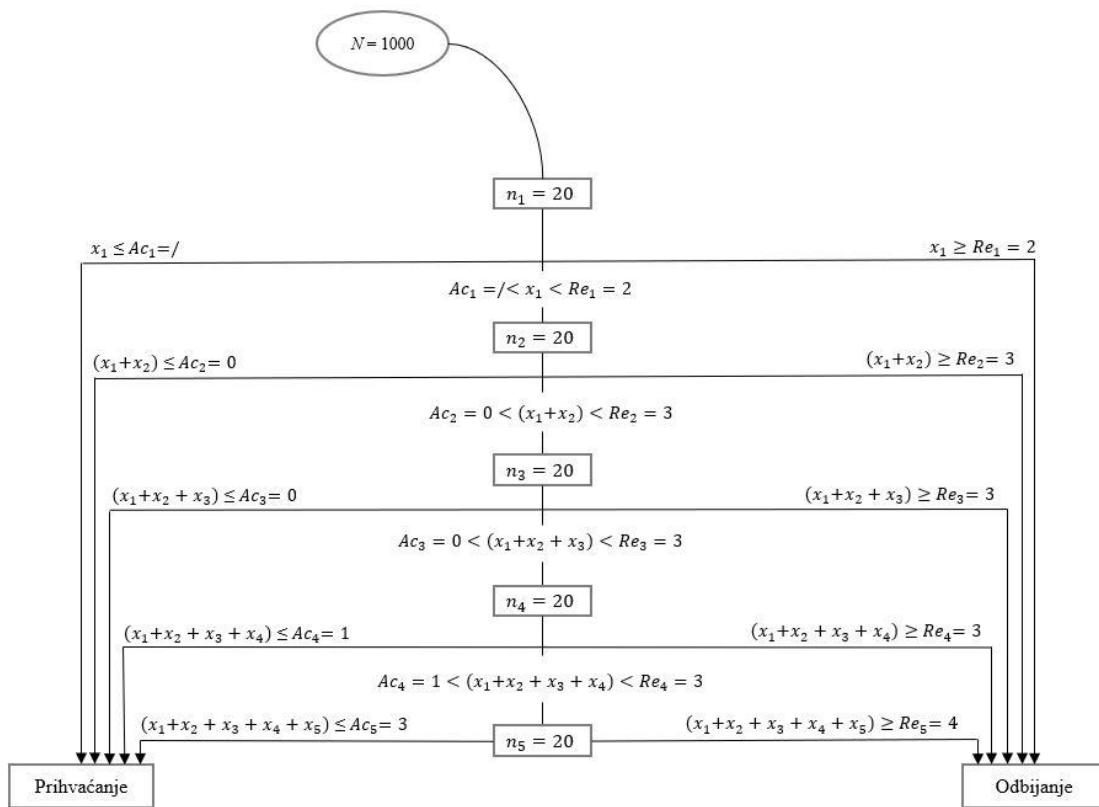 N = 1000
n₁ = 20
x₁ ≤ Ac₁=/
x₁ ≥ Re₁ = 2
Ac₁ =/< x₁ < Re₁ = 2
n₂ = 20
(x₁+x₂) ≤ Ac₂= 0
(x₁+x₂) ≥ Re₂= 3
Ac₂ = 0 < (x₁+x₂) < Re₂ = 3
n₃ = 20
(x₁+x₂ + x₃) ≤ Ac₃= 0
(x₁+x₂ + x₃) ≥ Re₃= 3
Ac₃ = 0 < (x₁+x₂ + x₃) < Re₃ = 3
n₄ = 20
(x₁+x₂ + x₃ + x₄) ≤ Ac₄= 1
(x₁+x₂ + x₃ + x₄) ≥ Re₄= 3
Ac₄ = 1 < (x₁+x₂ + x₃ + x₄) < Re₄ = 3
(x₁+x₂ + x₃ + x₄ + x₅) ≤ Ac₅= 3
n₅ = 20
(x₁+x₂ + x₃ + x₄ + x₅) ≥ Re₅= 4
Prihvaćanje
Odbijanje